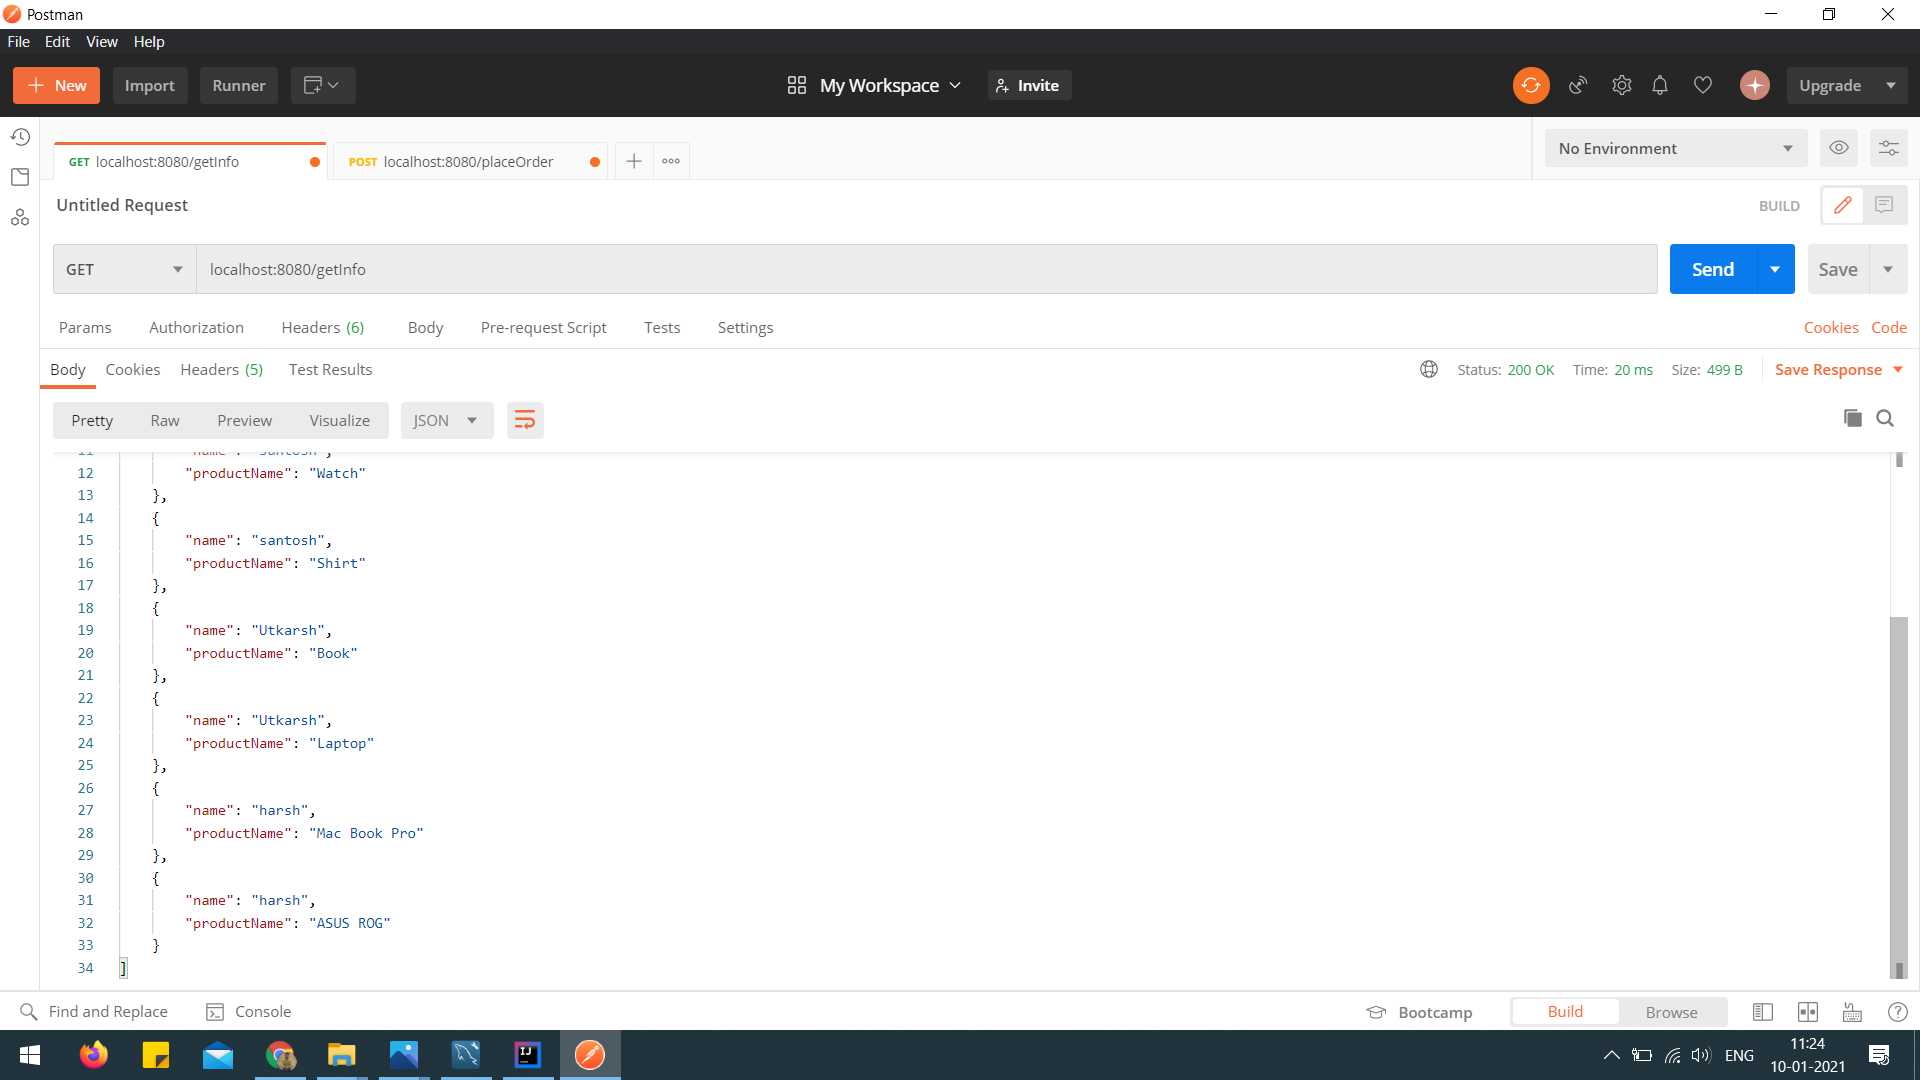 Postman
File Edit View Help
New Import Runner My Workspace Invite Upgrade
GET localhost:8080/getInfo POST localhost:8080/placeOrder No Environment
Untitled Request BUILD
GET localhost:8080/getInfo Send Save
Params Authorization Headers (6) Body Pre-request Script Tests Settings Cookies Code
Body Cookies Headers (5) Test Results Status: 200 OK Time: 20 ms Size: 499 B Save Response
Pretty Raw Preview Visualize JSON
11 "name": "santosh",
12 "productName": "Watch"
13 },
14 {
15 "name": "santosh",
16 "productName": "Shirt"
17 },
18 {
19 "name": "Utkarsh",
20 "productName": "Book"
21 },
22 {
23 "name": "Utkarsh",
24 "productName": "Laptop"
25 },
26 {
27 "name": "harsh",
28 "productName": "Mac Book Pro"
29 },
30 {
31 "name": "harsh",
32 "productName": "ASUS ROG"
33 }
34 ]
Find and Replace Console Bootcamp Build Browse
IJ ENG 11:24
10-01-2021